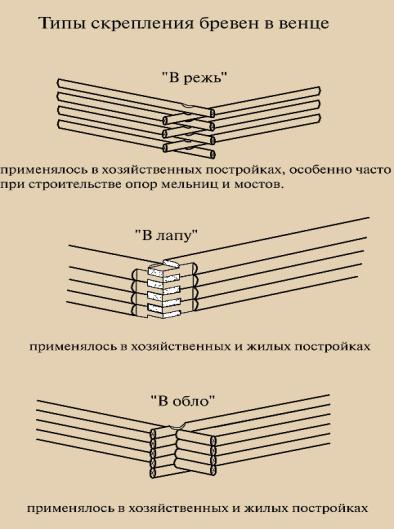 Типы скрепления бревен в венце
"В режь"
применялось в хозяйственных постройках, особенно часто
при строительстве опор мельниц и мостов.
"В лапу"
применялось в хозяйственных и жилых постройках
"В обло"
применялось в хозяйственных и жилых постройках